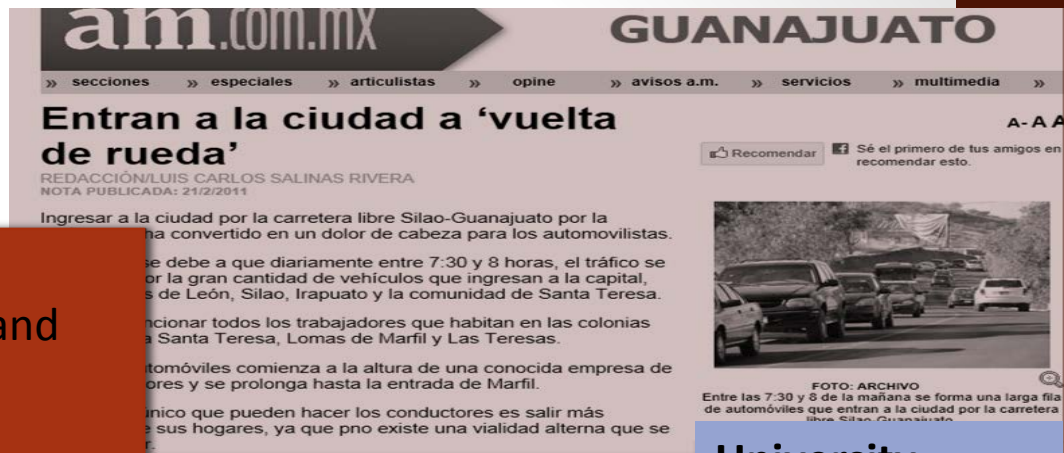 am.com.mx
GUANAJUATO
» secciones » especiales » articulistas » opine » avisos a.m. » servicios » multimedia »
Entran a la ciudad a ‘vuelta
de rueda’
REDACCIÓN/LUIS CARLOS SALINAS RIVERA
NOTA PUBLICADA: 21/2/2011
Ingresar a la ciudad por la carretera libre Silao-Guanajuato por la
ha convertido en un dolor de cabeza para los automovilistas.
se debe a que diariamente entre 7:30 y 8 horas, el tráfico se
or la gran cantidad de vehículos que ingresan a la capital,
s de León, Silao, Irapuato y la comunidad de Santa Teresa.
ncionar todos los trabajadores que habitan en las colonias
a Santa Teresa, Lomas de Marfil y Las Teresas.
tomóviles comienza a la altura de una conocida empresa de
ores y se prolonga hasta la entrada de Marfil.
único que pueden hacer los conductores es salir más
e sus hogares, ya que pno existe una vialidad alterna que se
r.
and
A- A A
Recomendar
Sé el primero de tus amigos en
recomendar esto.
FOTO: ARCHIVO
Entre las 7:30 y 8 de la mañana se forma una larga fila
de automóviles que entran a la ciudad por la carretera
libre Silao-Guanajuato
University